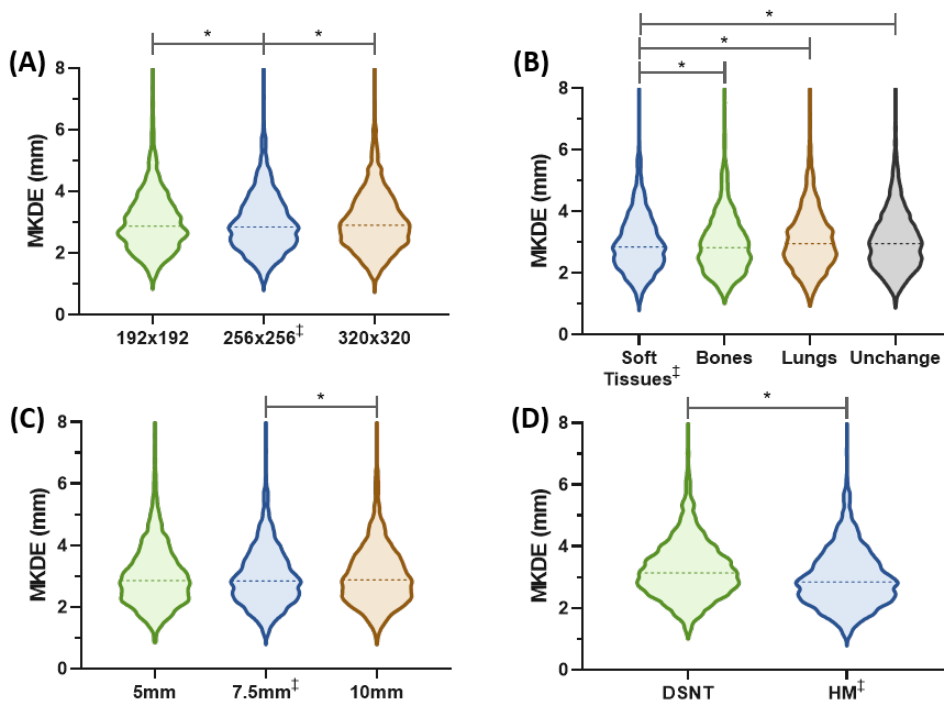 (A)
* *
MKDE (mm)
8
6
4
2
0
192x192 256x256‡ 320x320
(B)
*
*
*
MKDE (mm)
8
6
4
2
0
Soft Tissues‡ Bones Lungs Unchange
(C)
*
MKDE (mm)
8
6
4
2
0
5mm 7.5mm‡ 10mm
(D)
*
MKDE (mm)
8
6
4
2
0
DSNT HM‡